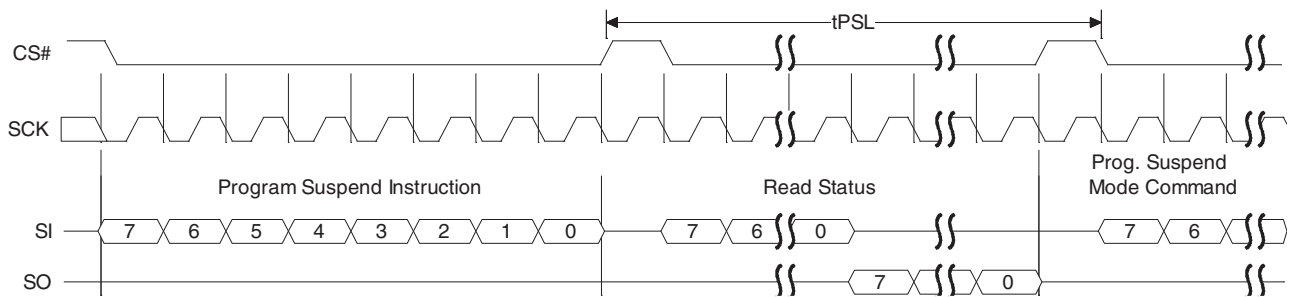 tPSL
CS#
SCK
Program Suspend Instruction
Read Status
Prog. Suspend
Mode Command
SI
7 6 5 4 3 2 1 0
7 6 0
7 6
SO
7 0